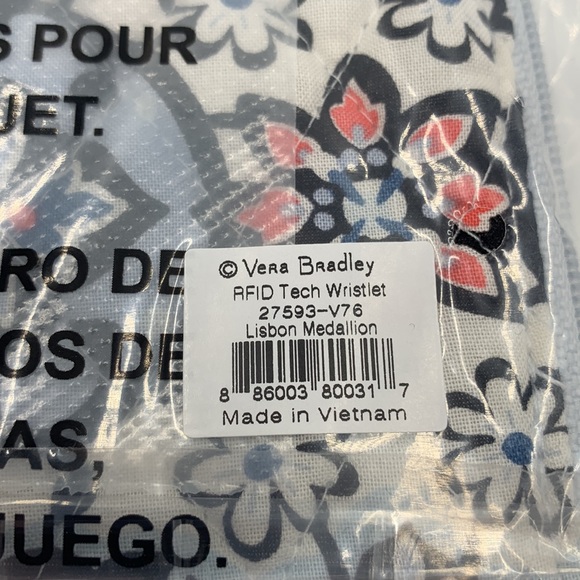 S POUR
UET.
RO DE
OS DE
AS,
JUEGO.
© Vera Bradley
RFID Tech Wristlet
27593-V76
Lisbon Medallion
8 86003 80031 7
Made in Vietnam